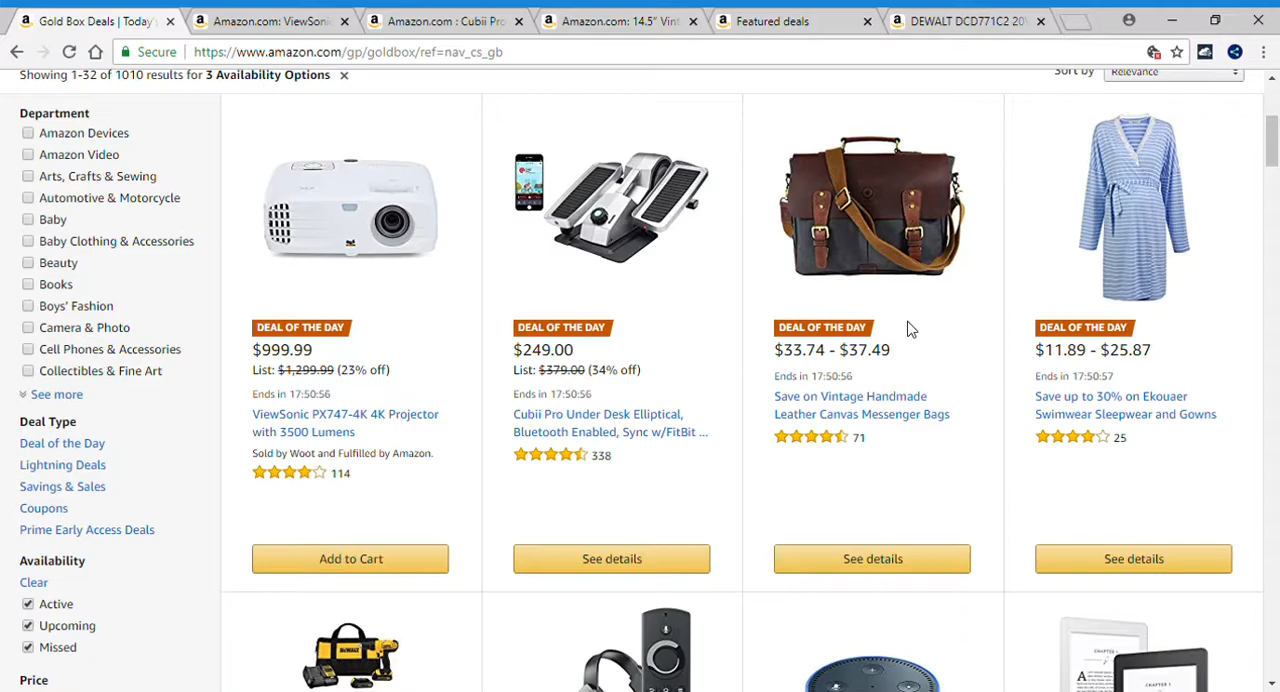 Gold Box Deals | Today's
Amazon.com: ViewSonic
Amazon.com : Cubii Pro
Amazon.com: 14.5" Vint
Featured deals
DEWALT DCD771C2 20V
Secure
https://www.amazon.com/gp/goldbox/ref=nav_cs_gb
Showing 1-32 of 1010 results for 3 Availability Options
Sort by
Relevance
Department
Amazon Devices
Amazon Video
Arts, Crafts & Sewing
Automotive & Motorcycle
Baby
Baby Clothing & Accessories
Beauty
Books
Boys' Fashion
Camera & Photo
Cell Phones & Accessories
Collectibles & Fine Art
See more
Deal Type
Deal of the Day
Lightning Deals
Savings & Sales
Coupons
Prime Early Access Deals
Availability
Clear
Active
Upcoming
Missed
Price
DEAL OF THE DAY
$999.99
List: $1,299.99 (23% off)
Ends in 17:50:56
ViewSonic PX747-4K 4K Projector
with 3500 Lumens
Sold by Woot and Fulfilled by Amazon.
114
Add to Cart
DEAL OF THE DAY
$249.00
List: $379.00 (34% off)
Ends in 17:50:56
Cubii Pro Under Desk Elliptical,
Bluetooth Enabled, Sync w/FitBit ...
338
See details
DEAL OF THE DAY
$33.74 - $37.49
Ends in 17:50:56
Save on Vintage Handmade
Leather Canvas Messenger Bags
71
See details
DEAL OF THE DAY
$11.89 - $25.87
Ends in 17:50:57
Save up to 30% on Ekouaer
Swimwear Sleepwear and Gowns
25
See details
DEWALT
CHAPTER 1
CHAPTER 1